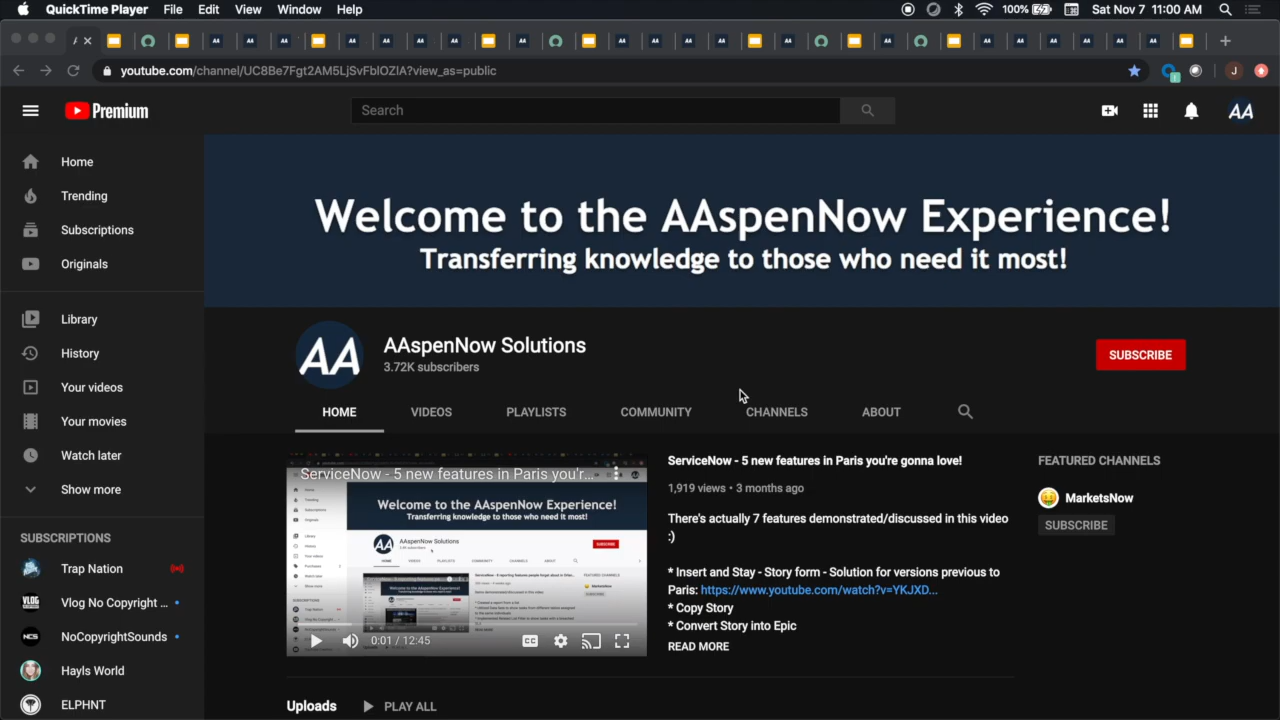 QuickTime Player File Edit View Window Help 100% Sat Nov 7 11:00 AM
youtube.com/channel/UC8Be7Fgt2AM5LjSvFblOZlA?view_as=public
Premium
Search
AA
Home
Trending
Subscriptions
Originals
Library
History
Your videos
Your movies
Watch later
Show more
SUBSCRIPTIONS
Trap Nation
Vlog No Copyright ...
NoCopyrightSounds
Hayls World
ELPHNT
Welcome to the AAspenNow Experience!
Transferring knowledge to those who need it most!
AA
AAspenNow Solutions
3.72K subscribers
SUBSCRIBE
HOME VIDEOS PLAYLISTS COMMUNITY CHANNELS ABOUT
ServiceNow - 5 new features in Paris you'r...
Welcome to the AAspenNow Experience!
Transferring knowledge to those who need it most!
AAspenNow Solutions
0:01 / 12:45
ServiceNow - 5 new features in Paris you're gonna love!
1,919 views • 3 months ago
There's actually 7 features demonstrated/discussed in this video
:)
* Insert and Stay - Story form - Solution for versions previous to
Paris: https://www.youtube.com/watch?v=YKJDD...
* Copy Story
* Convert Story into Epic
READ MORE
FEATURED CHANNELS
MarketsNow
SUBSCRIBE
Uploads PLAY ALL